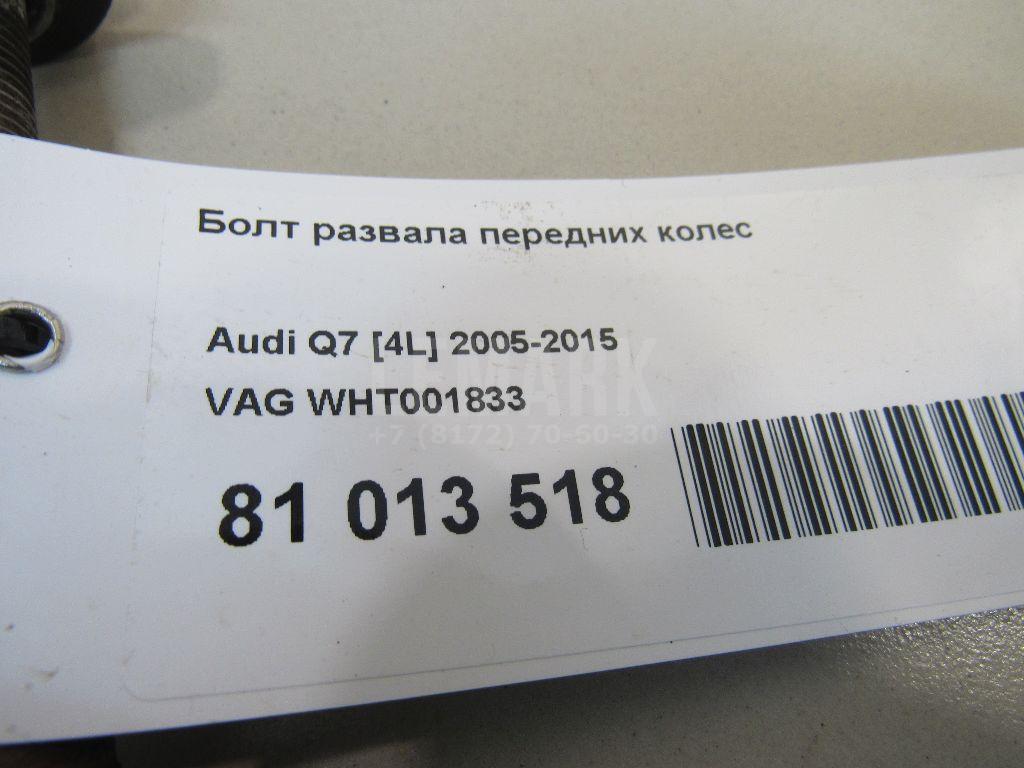 Болт развала передних колес
Audi Q7 [4L] 2005-2015
VAG WHT001833
LEMARK
+7 (8172) 70-50-30
81 013 518